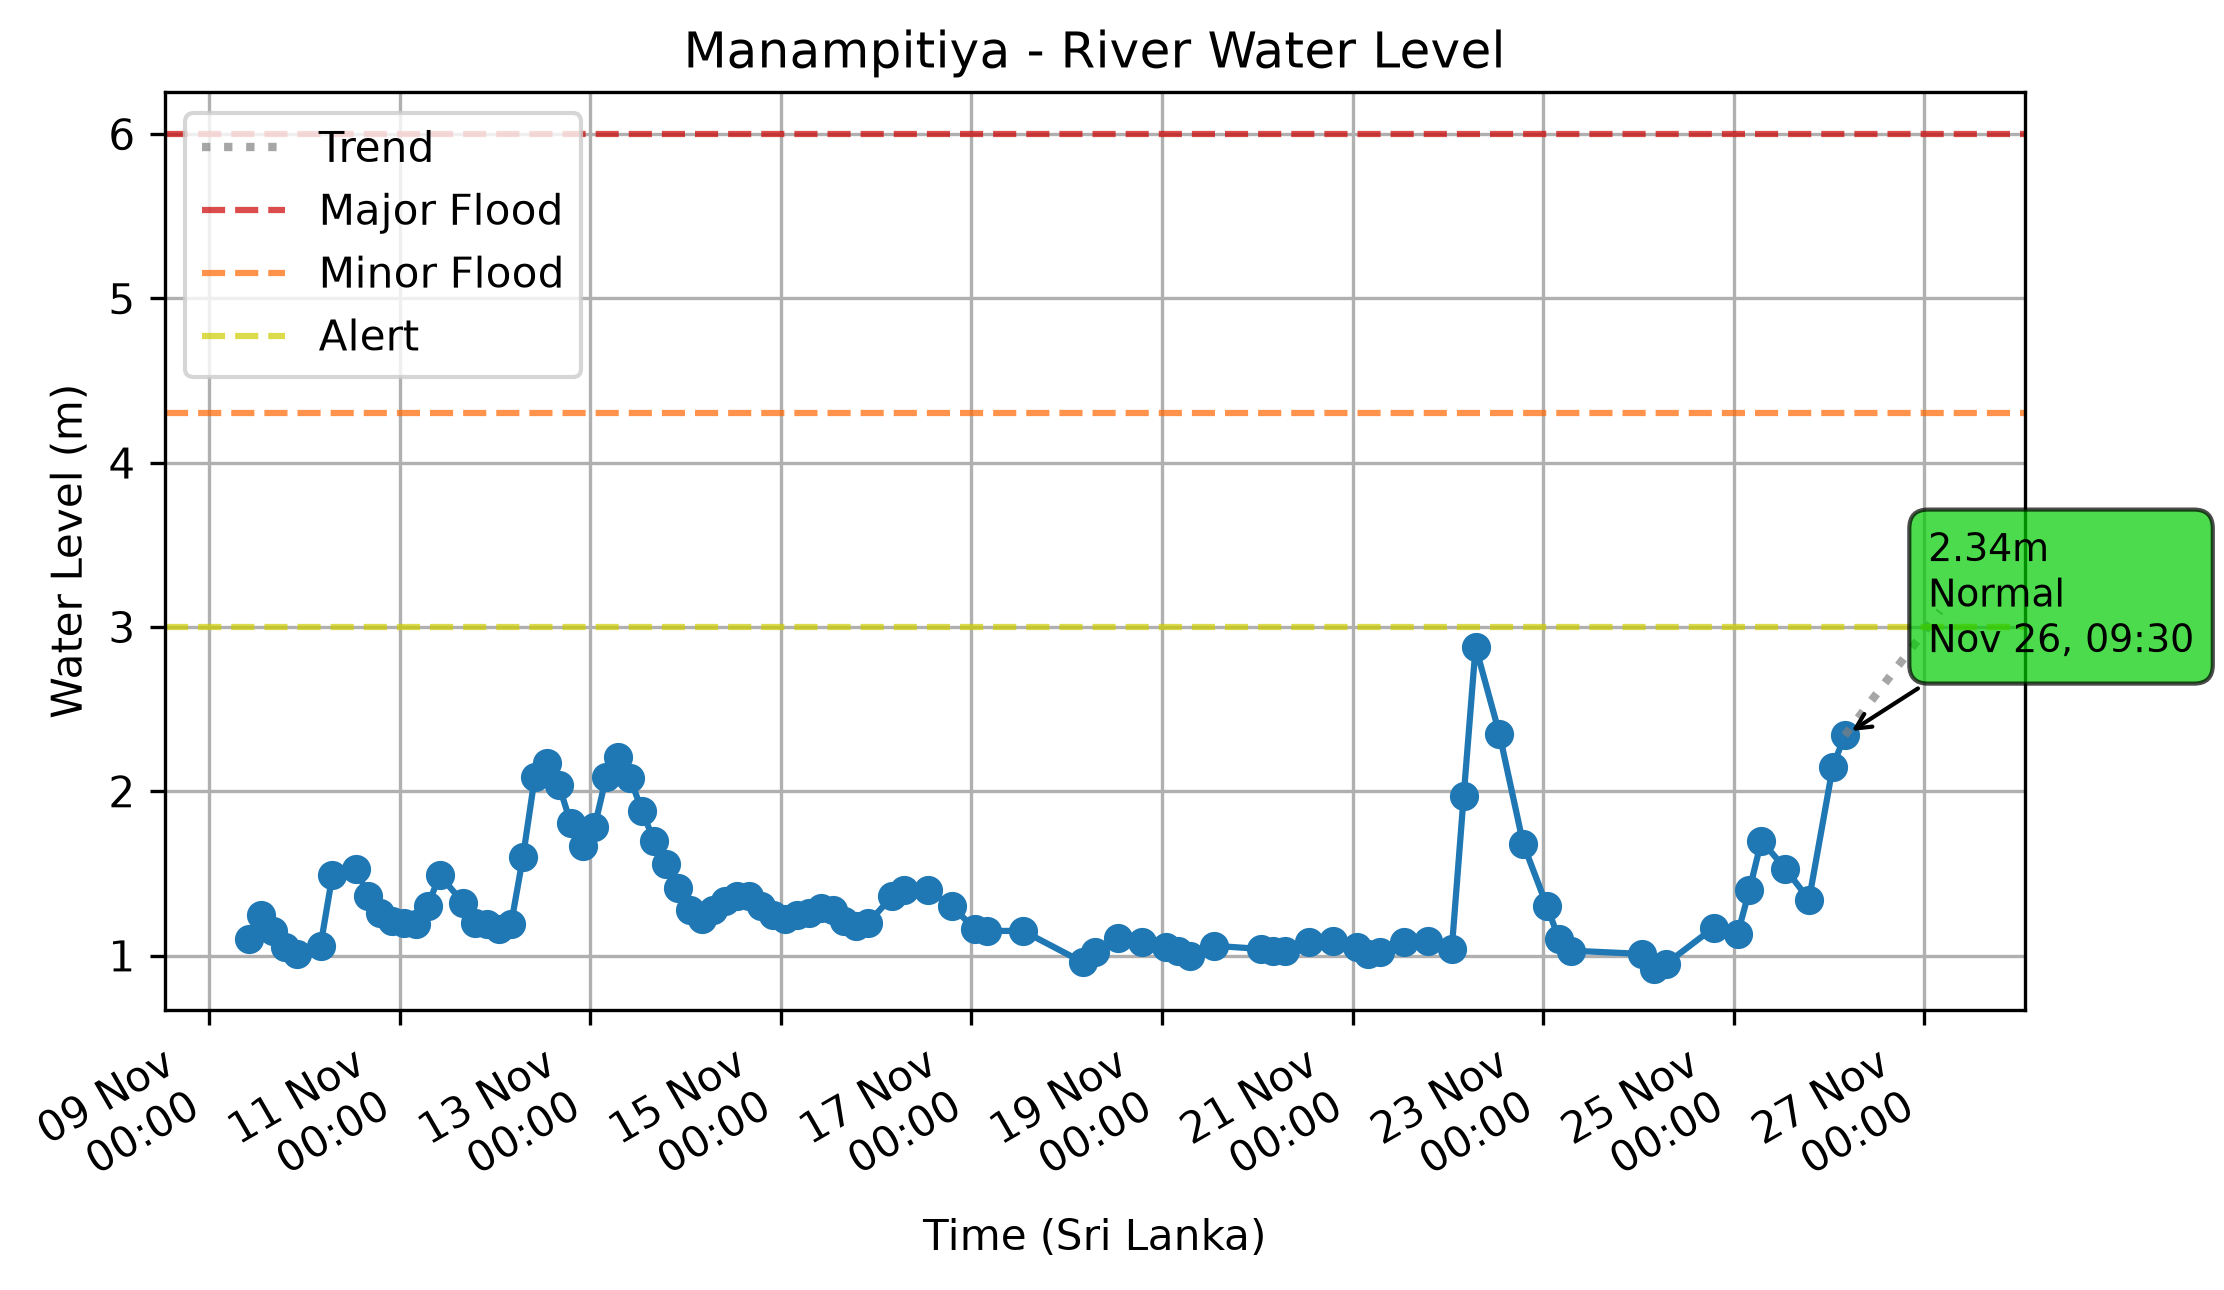 Manampitiya - River Water Level
Trend
Major Flood
Minor Flood
Alert
Water Level (m)
6
5
4
3
2
1
2.34m
Normal
Nov 26, 09:30
09 Nov
00:00
11 Nov
00:00
13 Nov
00:00
15 Nov
00:00
17 Nov
00:00
19 Nov
00:00
21 Nov
00:00
23 Nov
00:00
25 Nov
00:00
27 Nov
00:00
Time (Sri Lanka)